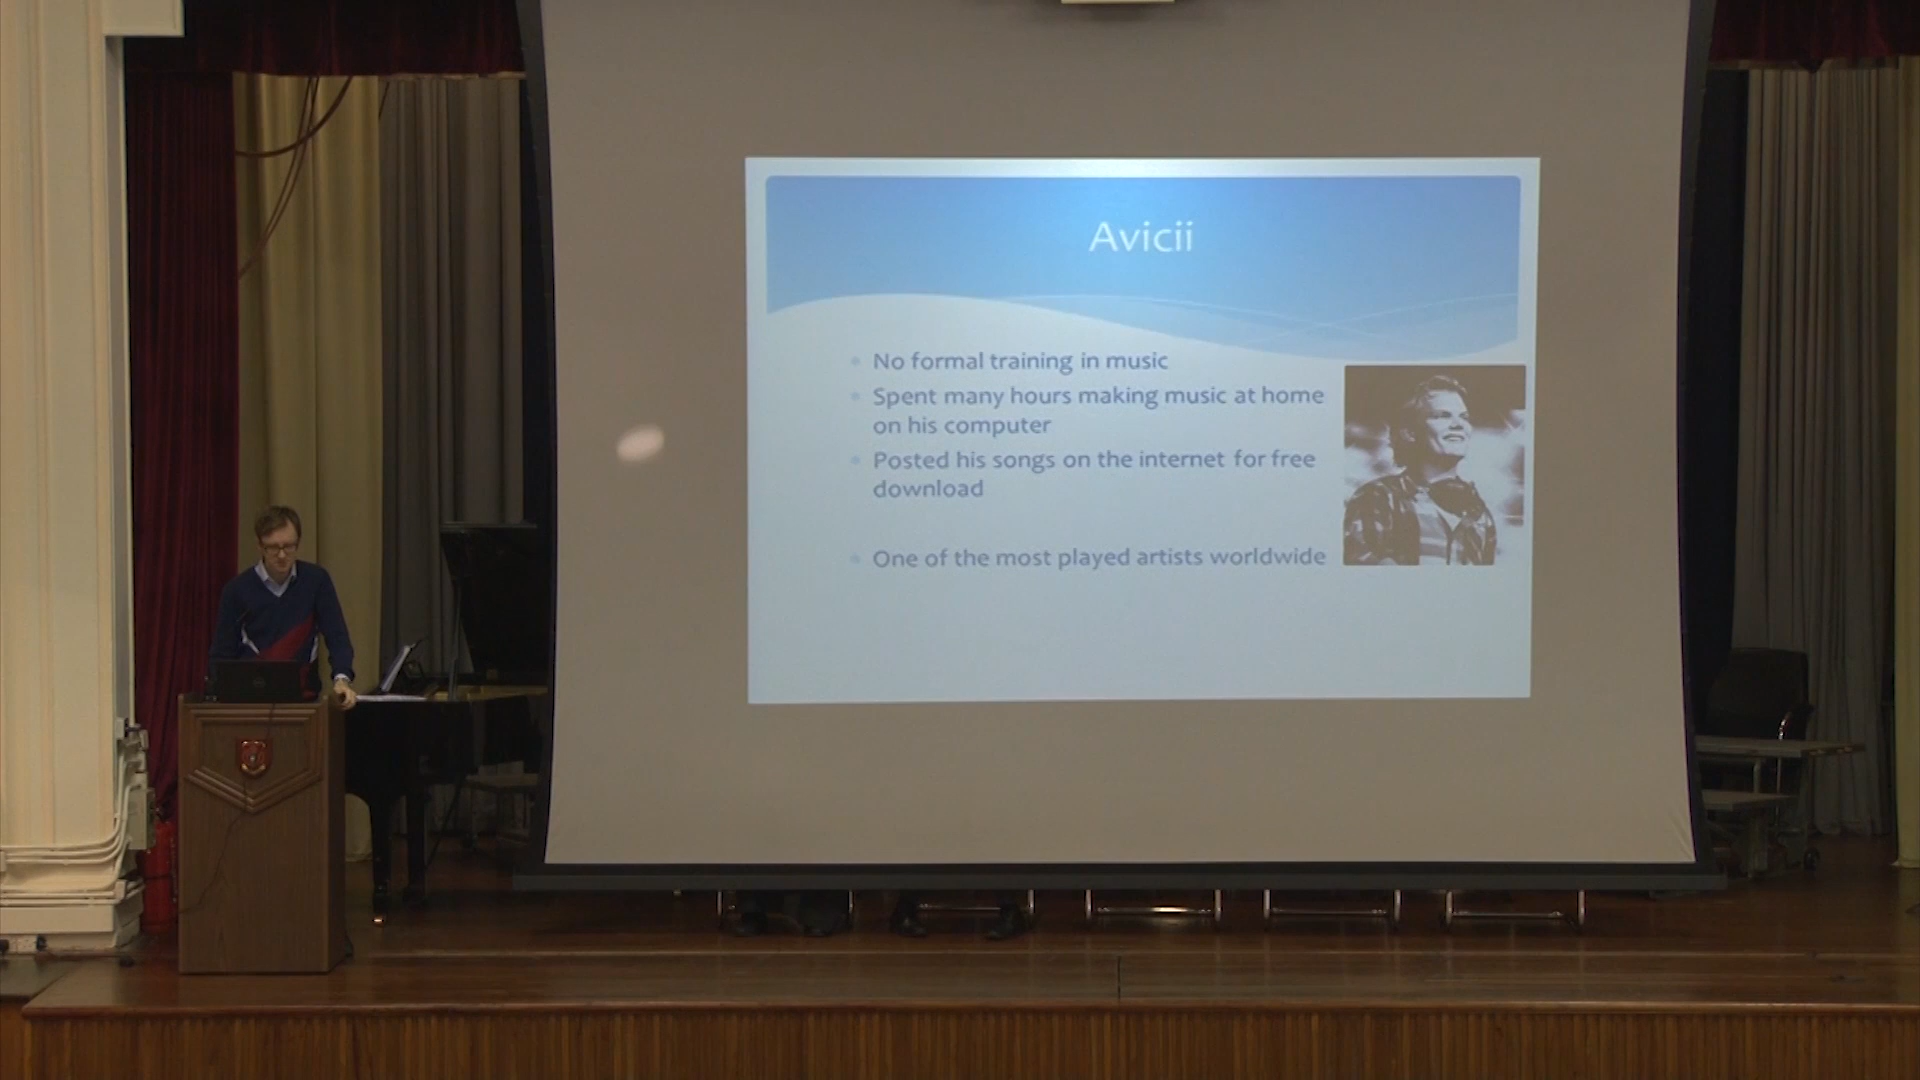 Avicii
No formal training in music
Spent many hours making music at home
on his computer
Posted his songs on the internet for free
download
One of the most played artists worldwide